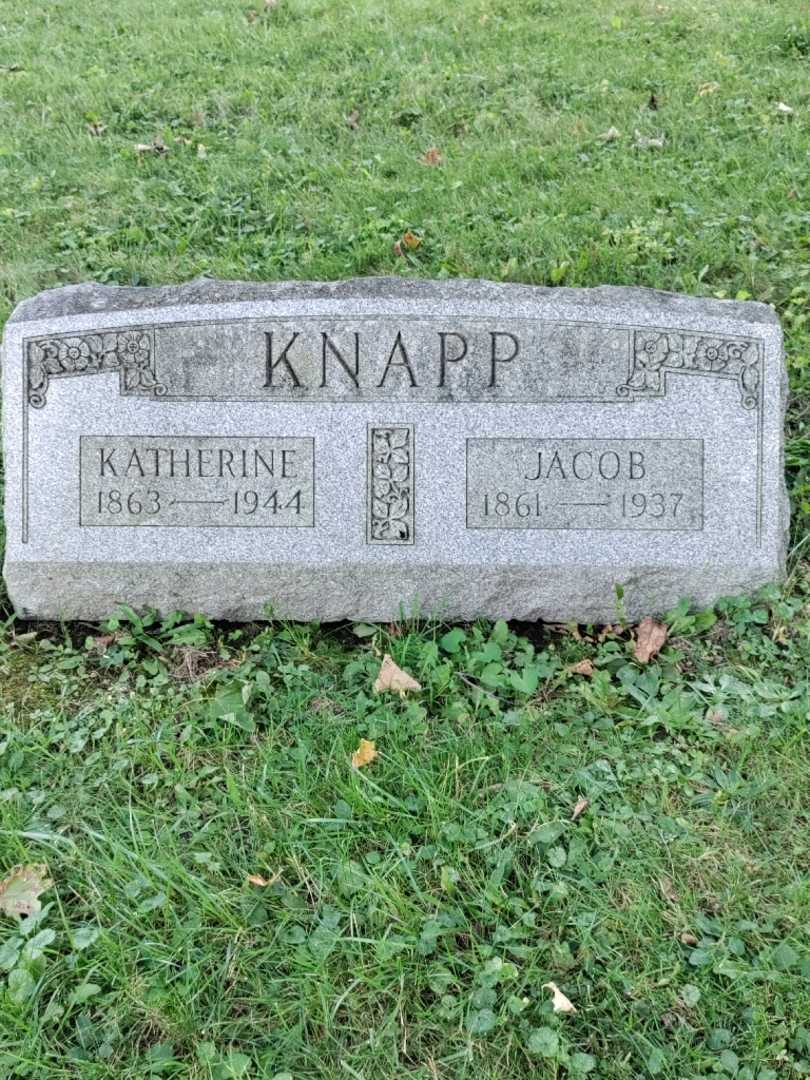 KNAPP
KATHERINE
1863 — 1944
JACOB
1861 — 1937